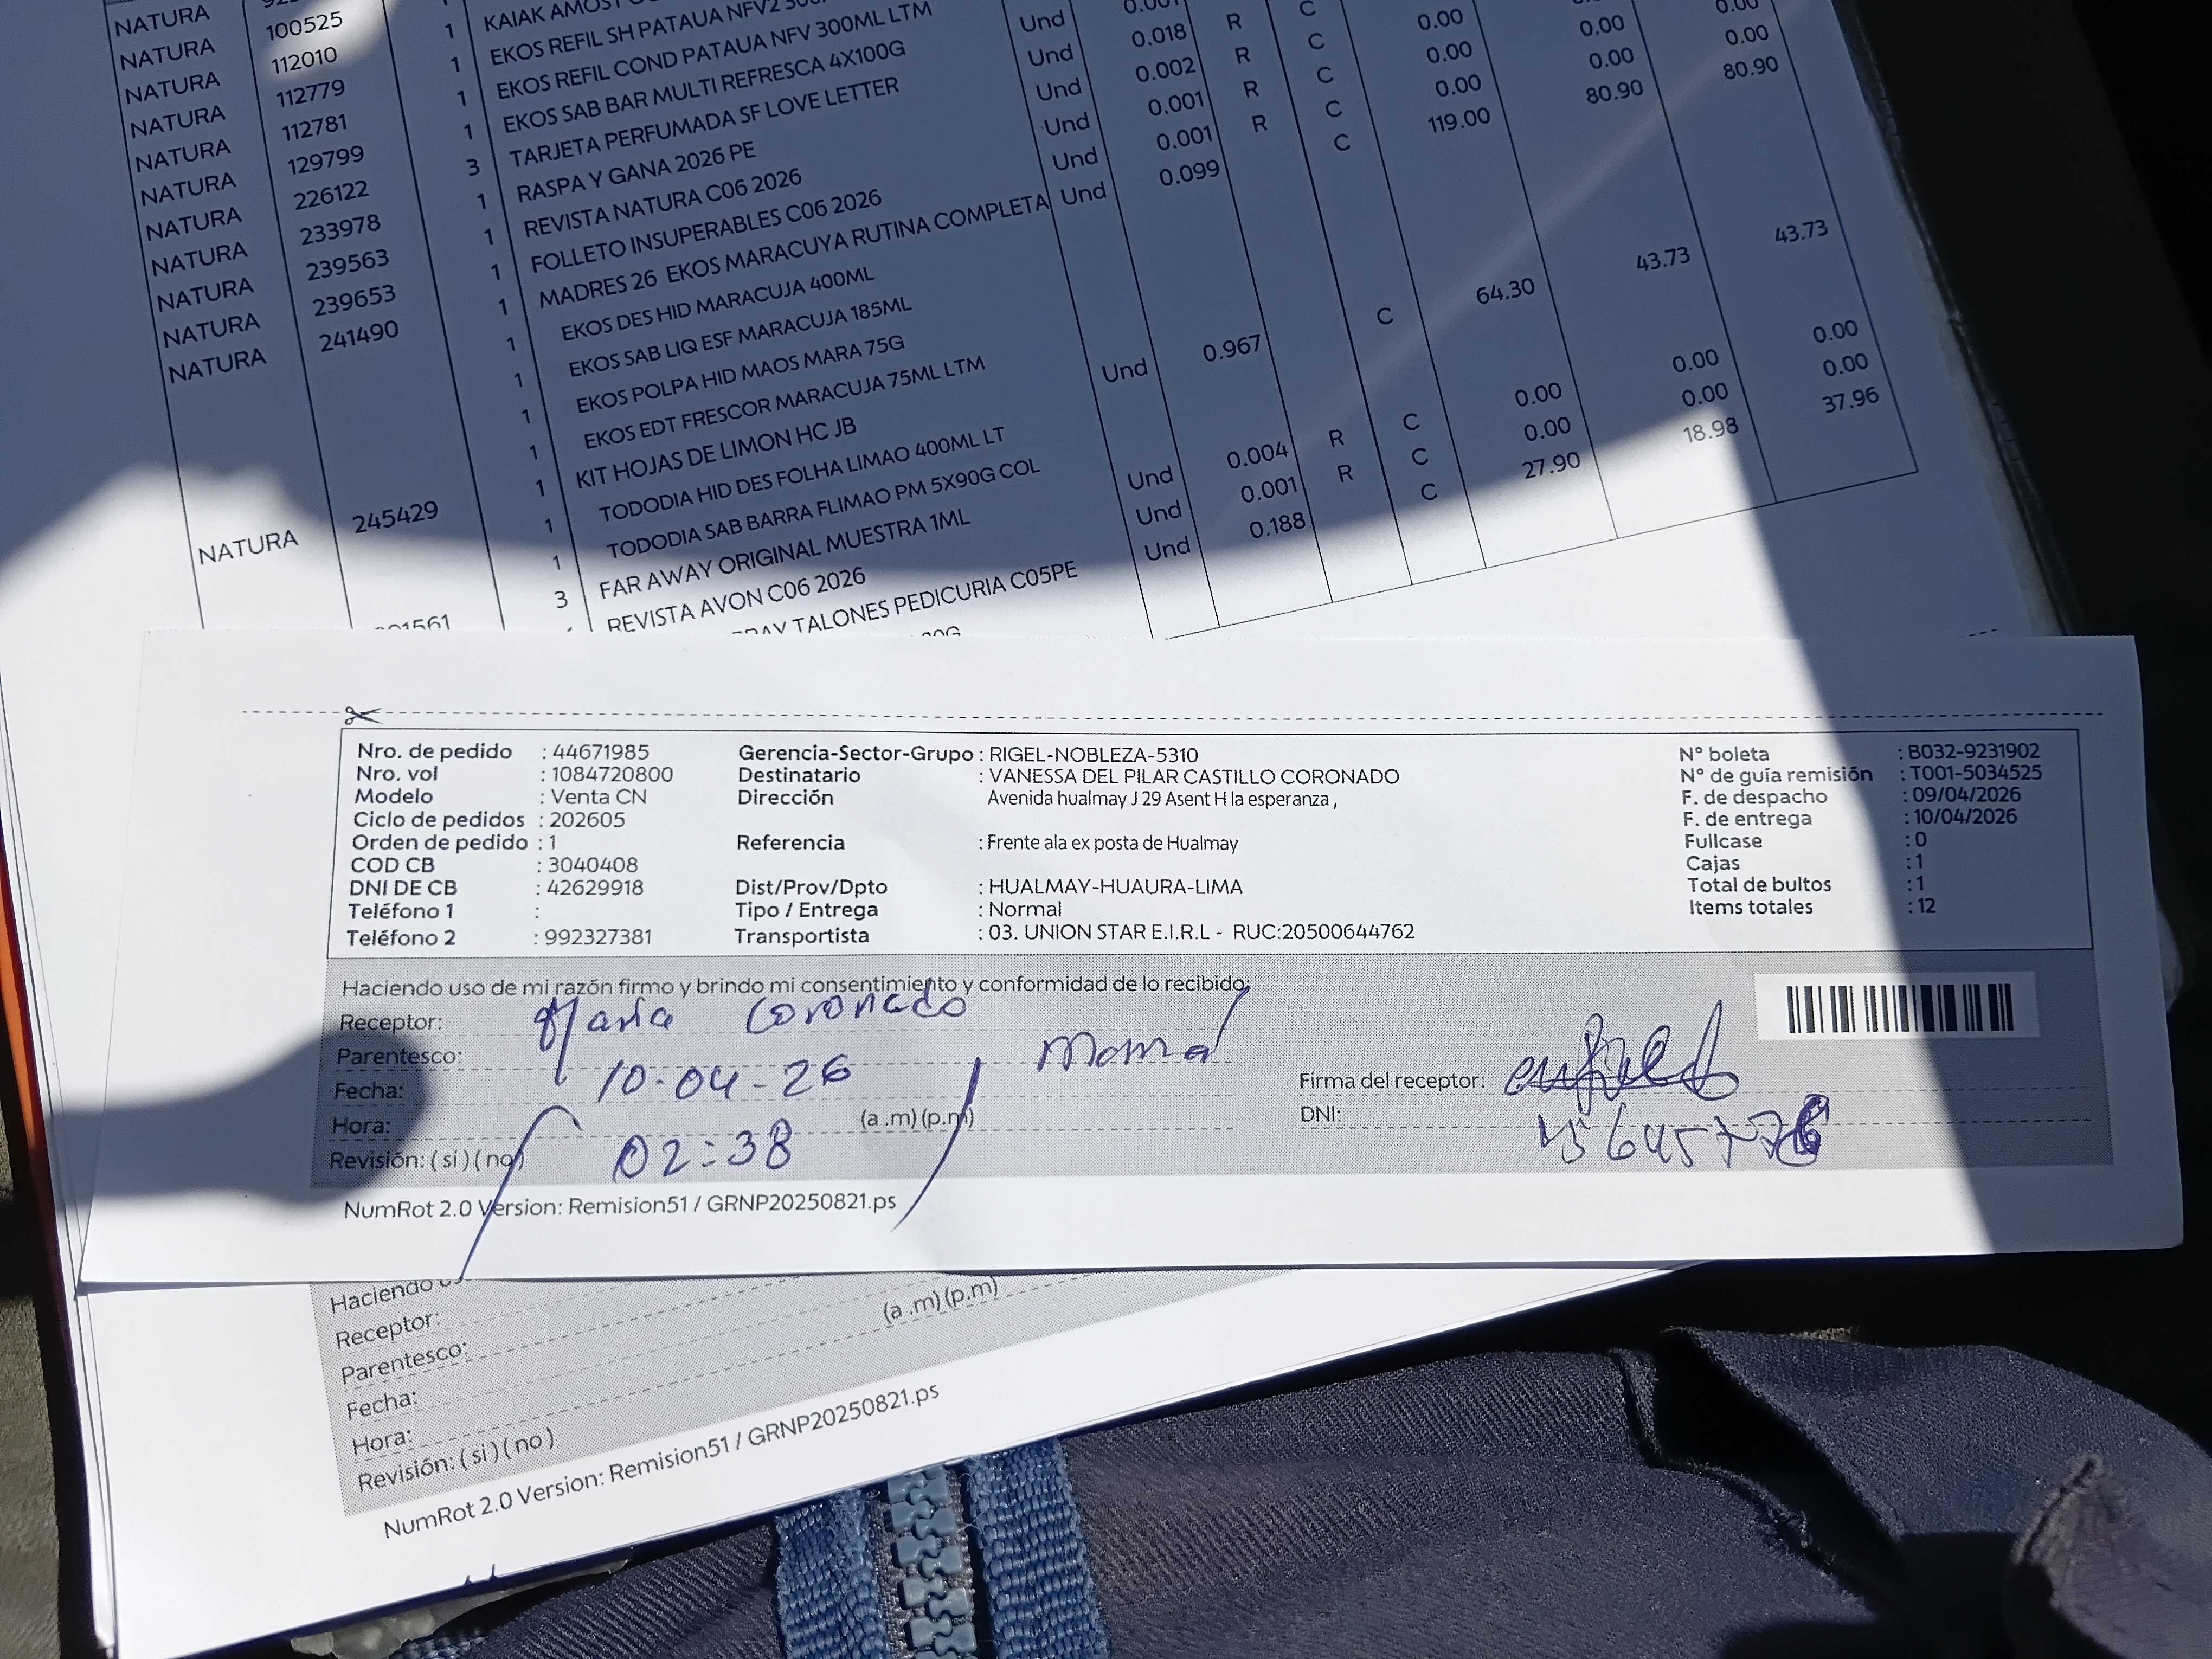 NATURA
NATURA 100525 1 KAIAK
NATURA 112010 1 EKOS REFIL SH PATAUA NFV2
NATURA 112779 1 EKOS REFIL COND PATAUA NFV 300ML LTM
NATURA 112781 1 EKOS SAB BAR MULTI REFRESCA 4X100G
NATURA 129799 3 TARJETA PERFUMADA SF LOVE LETTER
NATURA 226122 1 RASPA Y GANA 2026 PE
NATURA 233978 1 REVISTA NATURA C06 2026
NATURA 239563 1 FOLLETO INSUPERABLES C06 2026
NATURA 239653 1 MADRES 26 EKOS MARACUYA RUTINA COMPLETA
NATURA 241490 1 EKOS DES HID MARACUJA 400ML
1 EKOS SAB LIQ ESF MARACUJA 185ML
1 EKOS POLPA HID MAOS MARA 75G
1 EKOS EDT FRESCOR MARACUJA 75ML LTM
1 KIT HOJAS DE LIMON HC JB
NATURA 245429 1 TODODIA HID DES FOLHA LIMAO 400ML LT
1 TODODIA SAB BARRA FLIMAO PM 5X90G COL
3 FAR AWAY ORIGINAL MUESTRA 1ML
REVISTA AVON C06 2026
TALONES PEDICURIA C05PE
Und 0.018 R C 0.00 0.00 0.00
Und 0.002 R C 0.00 0.00 0.00
Und 0.001 R C 0.00 80.90 80.90
Und 0.001 R C 119.00
Und 0.099 C
Und 0.967 C 64.30 43.73 43.73
Und 0.004 R C 0.00 0.00 0.00
Und 0.001 R C 0.00 0.00 0.00
Und 0.188 C 27.90 18.98 37.96
Nro. de pedido : 44671985 Gerencia-Sector-Grupo : RIGEL-NOBLEZA-5310 N° boleta : B032-9231902
Nro. vol : 1084720800 Destinatario : VANESSA DEL PILAR CASTILLO CORONADO N° de guía remisión : T001-5034525
Modelo : Venta CN Dirección Avenida hualmay J 29 Asent H la esperanza , F. de despacho : 09/04/2026
Ciclo de pedidos : 202605 F. de entrega : 10/04/2026
Orden de pedido : 1 Referencia : Frente ala ex posta de Hualmay Fullcase : 0
COD CB : 3040408 Cajas : 1
DNI DE CB : 42629918 Dist/Prov/Dpto : HUALMAY-HUAURA-LIMA Total de bultos : 1
Teléfono 1 : Tipo / Entrega : Normal Items totales : 12
Teléfono 2 : 992327381 Transportista : 03. UNION STAR E.I.R.L - RUC:20500644762
Haciendo uso de mi razón firmo y brindo mi consentimiento y conformidad de lo recibido:
Receptor: Maria Coronado
Parentesco: Mama
Fecha: 10-04-26
Firma del receptor:
Hora: 02:38 (a .m) (p.m)
DNI:
Revisión: ( si ) ( no )
NumRot 2.0 Version: Remision51 / GRNP20250821.ps
Haciendo
Receptor:
Parentesco:
Fecha:
Hora: (a .m) (p.m)
Revisión: ( si ) ( no )
NumRot 2.0 Version: Remision51 / GRNP20250821.ps